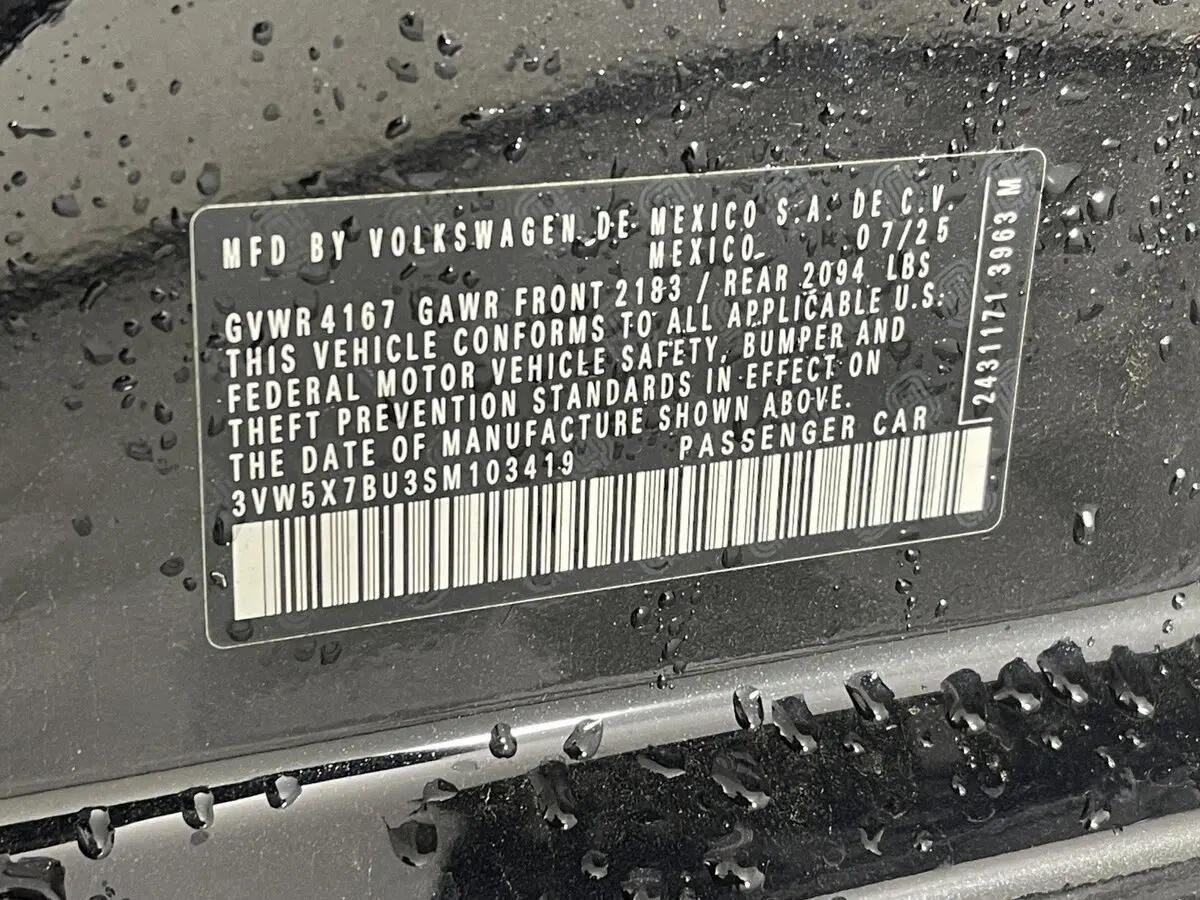 MFD BY VOLKSWAGEN DE MEXICO S.A. DE C.V.
MEXICO 07/25
GVWR 4167 GAWR FRONT 2183 / REAR 2094 LBS
THIS VEHICLE CONFORMS TO ALL APPLICABLE U.S.
FEDERAL MOTOR VEHICLE SAFETY, BUMPER AND
THEFT PREVENTION STANDARDS IN EFFECT ON
THE DATE OF MANUFACTURE SHOWN ABOVE.
3VW5X7BU3SM103419 PASSENGER CAR
2431171 3963 M